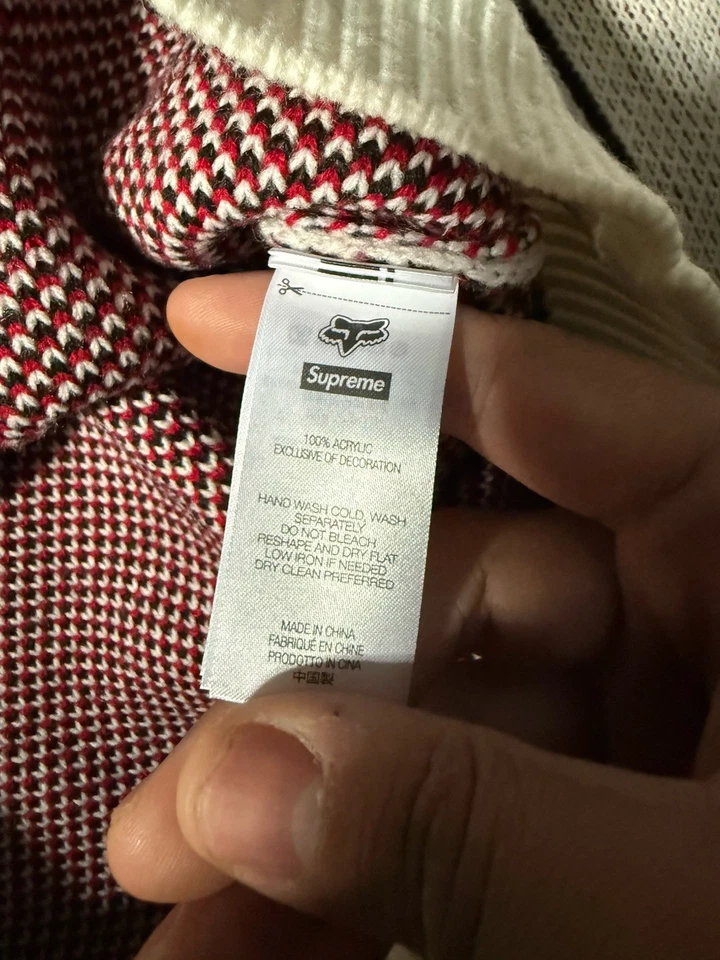 Supreme
100% ACRYLIC
EXCLUSIVE OF DECORATION
HAND WASH COLD, WASH
SEPARATELY
DO NOT BLEACH
RESHAPE AND DRY FLAT
LOW IRON IF NEEDED
DRY CLEAN PREFERRED
MADE IN CHINA
FABRIQUÉ EN CHINE
PRODOTTO IN CINA
中国製